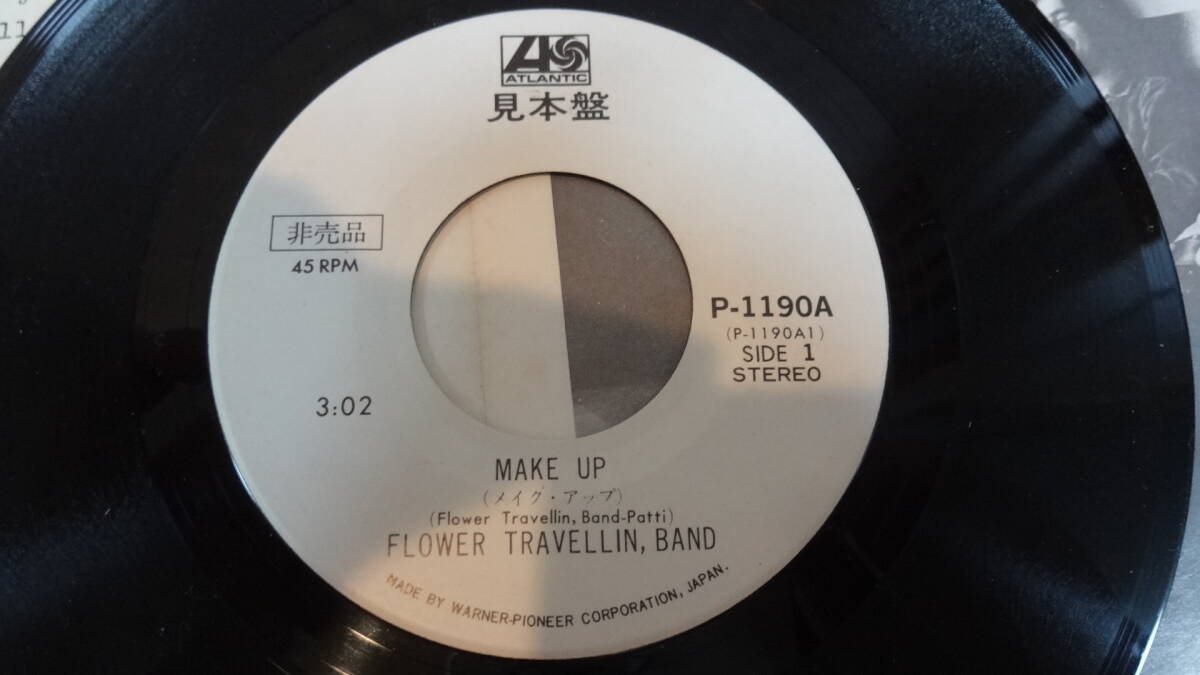 ATLANTIC
見本盤
非売品
45 RPM
P-1190A
(P-1190A1)
SIDE 1
STEREO
3:02
MAKE UP
(メイク・アップ)
(Flower Travellin, Band-Patti)
FLOWER TRAVELLIN, BAND
MADE BY WARNER-PIONEER CORPORATION, JAPAN.